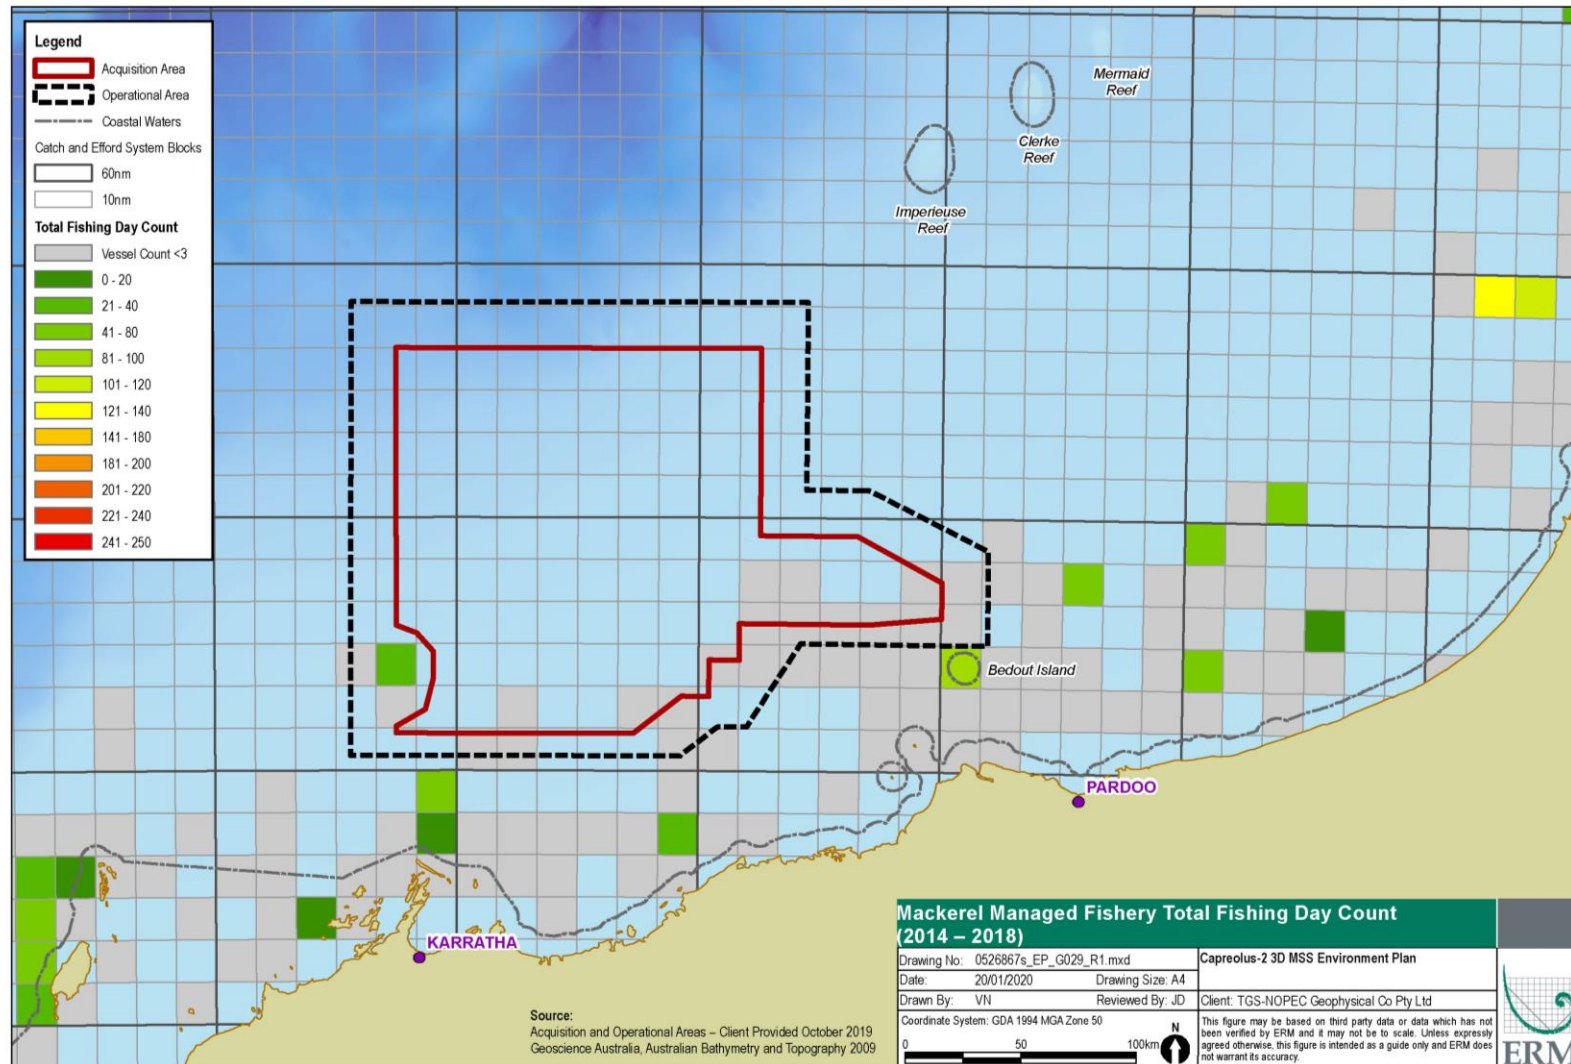 Legend
Acquisition Area
Operational Area
Coastal Waters
Catch and Efford System Blocks
60nm
10nm
Total Fishing Day Count
Vessel Count <3
0 - 20
21 - 40
41 - 80
81 - 100
101 - 120
121 - 140
141 - 180
181 - 200
201 - 220
221 - 240
241 - 250
Mermaid
Reef
Clerke
Reef
Imperieuse
Reef
Bedout Island
PARDOO
KARRATHA
Source:
Acquisition and Operational Areas – Client Provided October 2019
Geoscience Australia, Australian Bathymetry and Topography 2009
Mackerel Managed Fishery Total Fishing Day Count
(2014 – 2018)
Drawing No: 0526867s_EP_G029_R1.mxd
Date: 20/01/2020 Drawing Size: A4
Drawn By: VN Reviewed By: JD
Coordinate System: GDA 1994 MGA Zone 50
0 50 100km
N
Capreolus-2 3D MSS Environment Plan
Client: TGS-NOPEC Geophysical Co Pty Ltd
This figure may be based on third party data or data which has not
been verified by ERM and it may not be to scale. Unless expressly
agreed otherwise, this figure is intended as a guide only and ERM does
not warrant its accuracy.
ERM